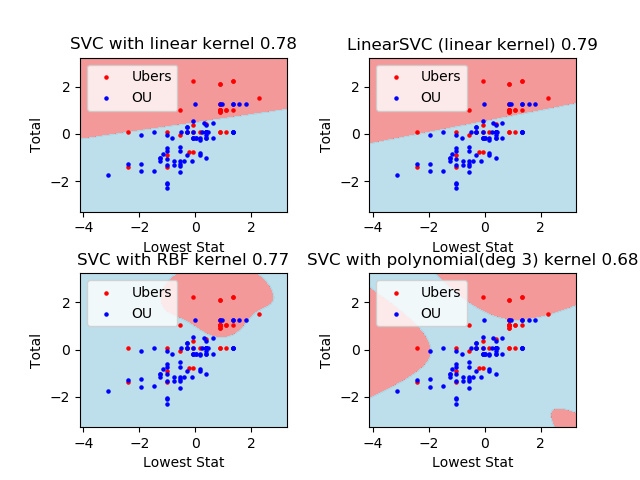 SVC with linear kernel 0.78
LinearSVC (linear kernel) 0.79
Ubers
OU
Ubers
OU
Total
2
0
−2
Total
2
0
−2
−4 −2 0 2
−4 −2 0 2
Lowest Stat
Lowest Stat
SVC with RBF kernel 0.77
SVC with polynomial(deg 3) kernel 0.68
Ubers
OU
Ubers
OU
Total
2
0
−2
Total
2
0
−2
−4 −2 0 2
−4 −2 0 2
Lowest Stat
Lowest Stat